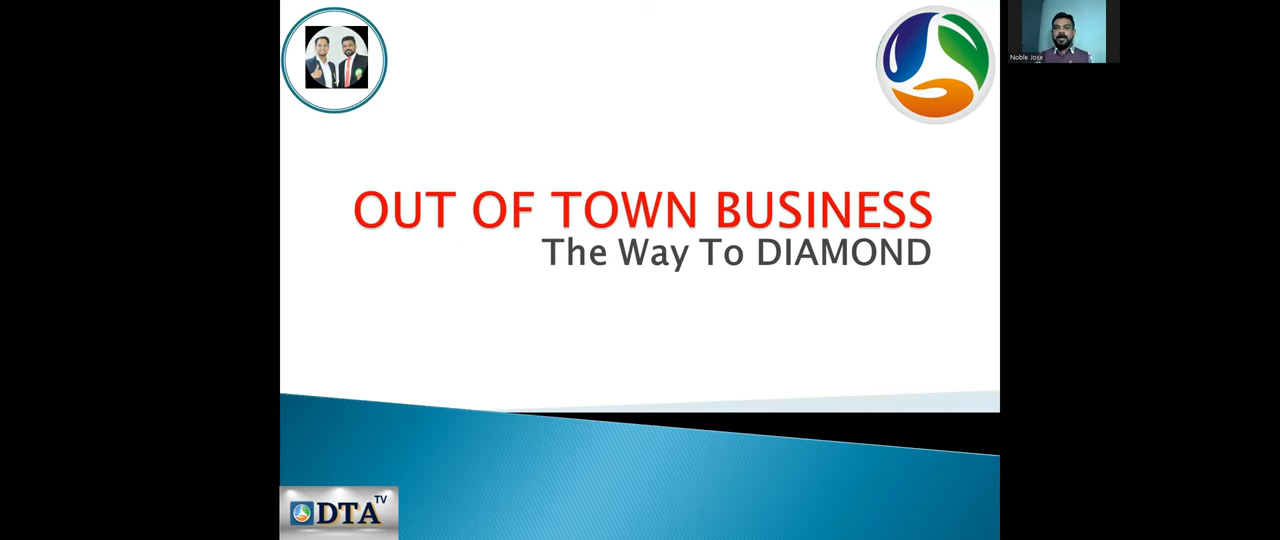 Noble Jose
OUT OF TOWN BUSINESS
The Way To DIAMOND
DTA TV